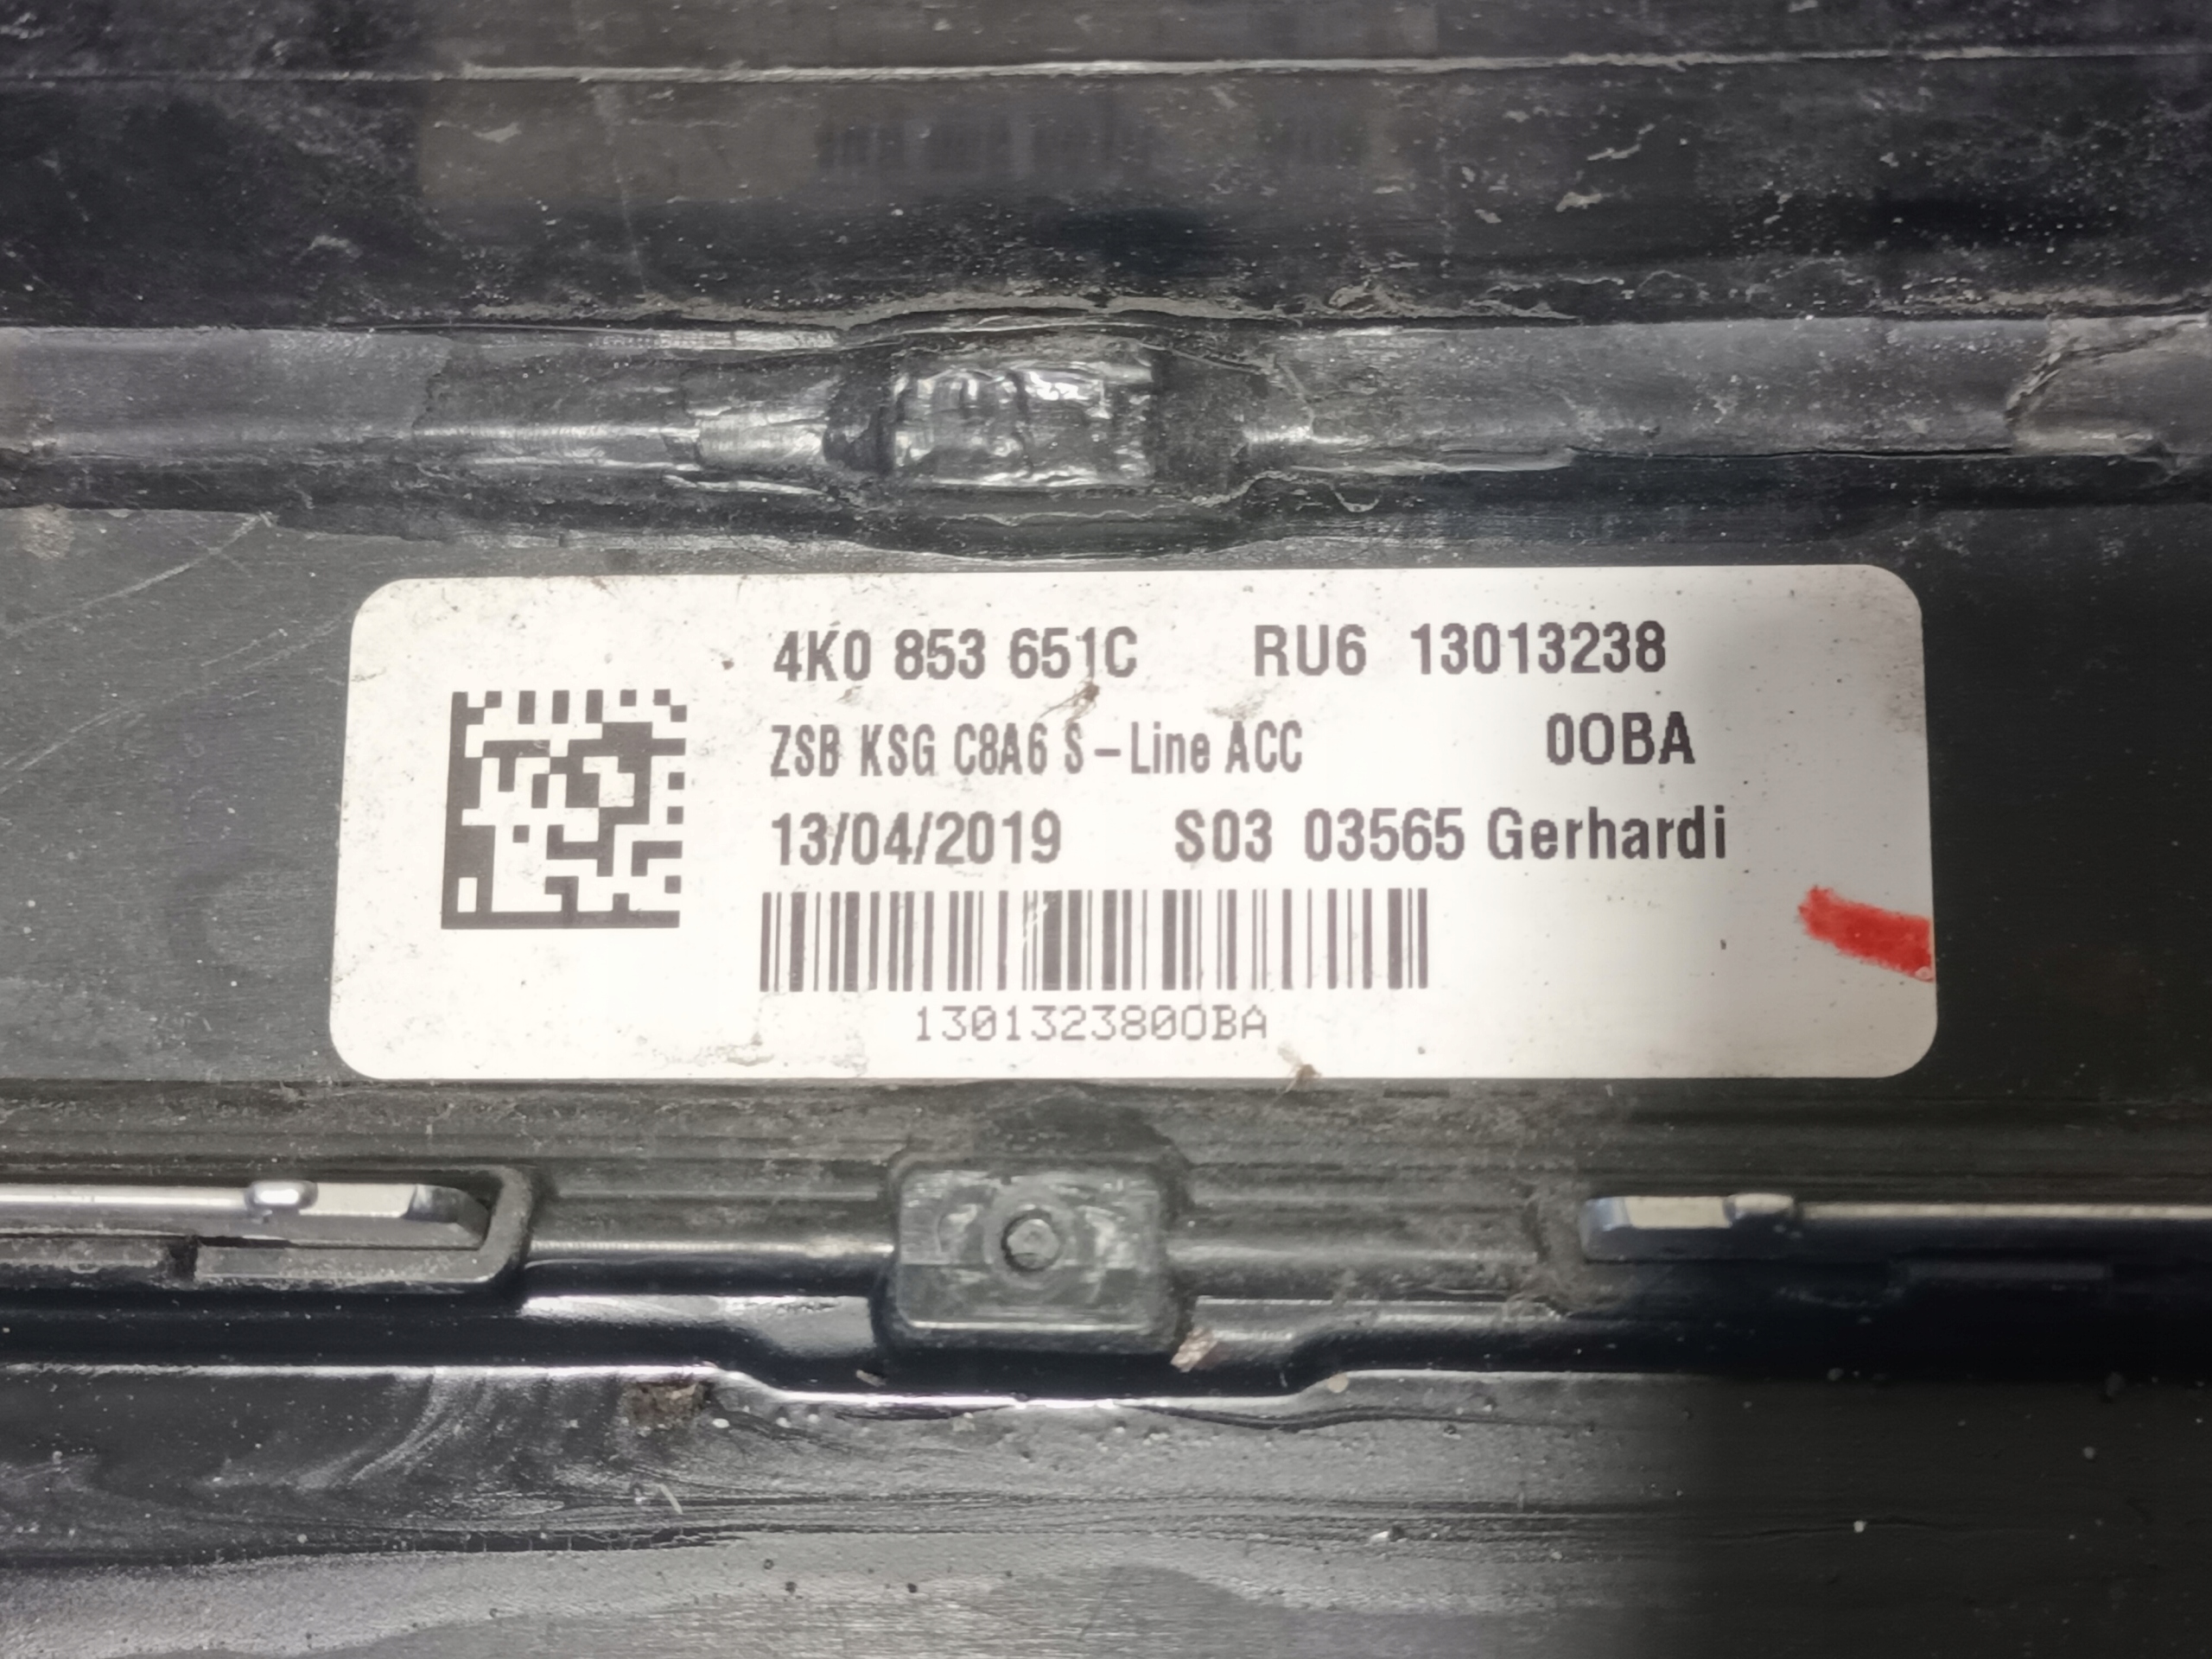 4K0 853 651C RU6 13013238
ZSB KSG C8A6 S-Line ACC 00BA
13/04/2019 S03 03565 Gerhardi
1301323800BA